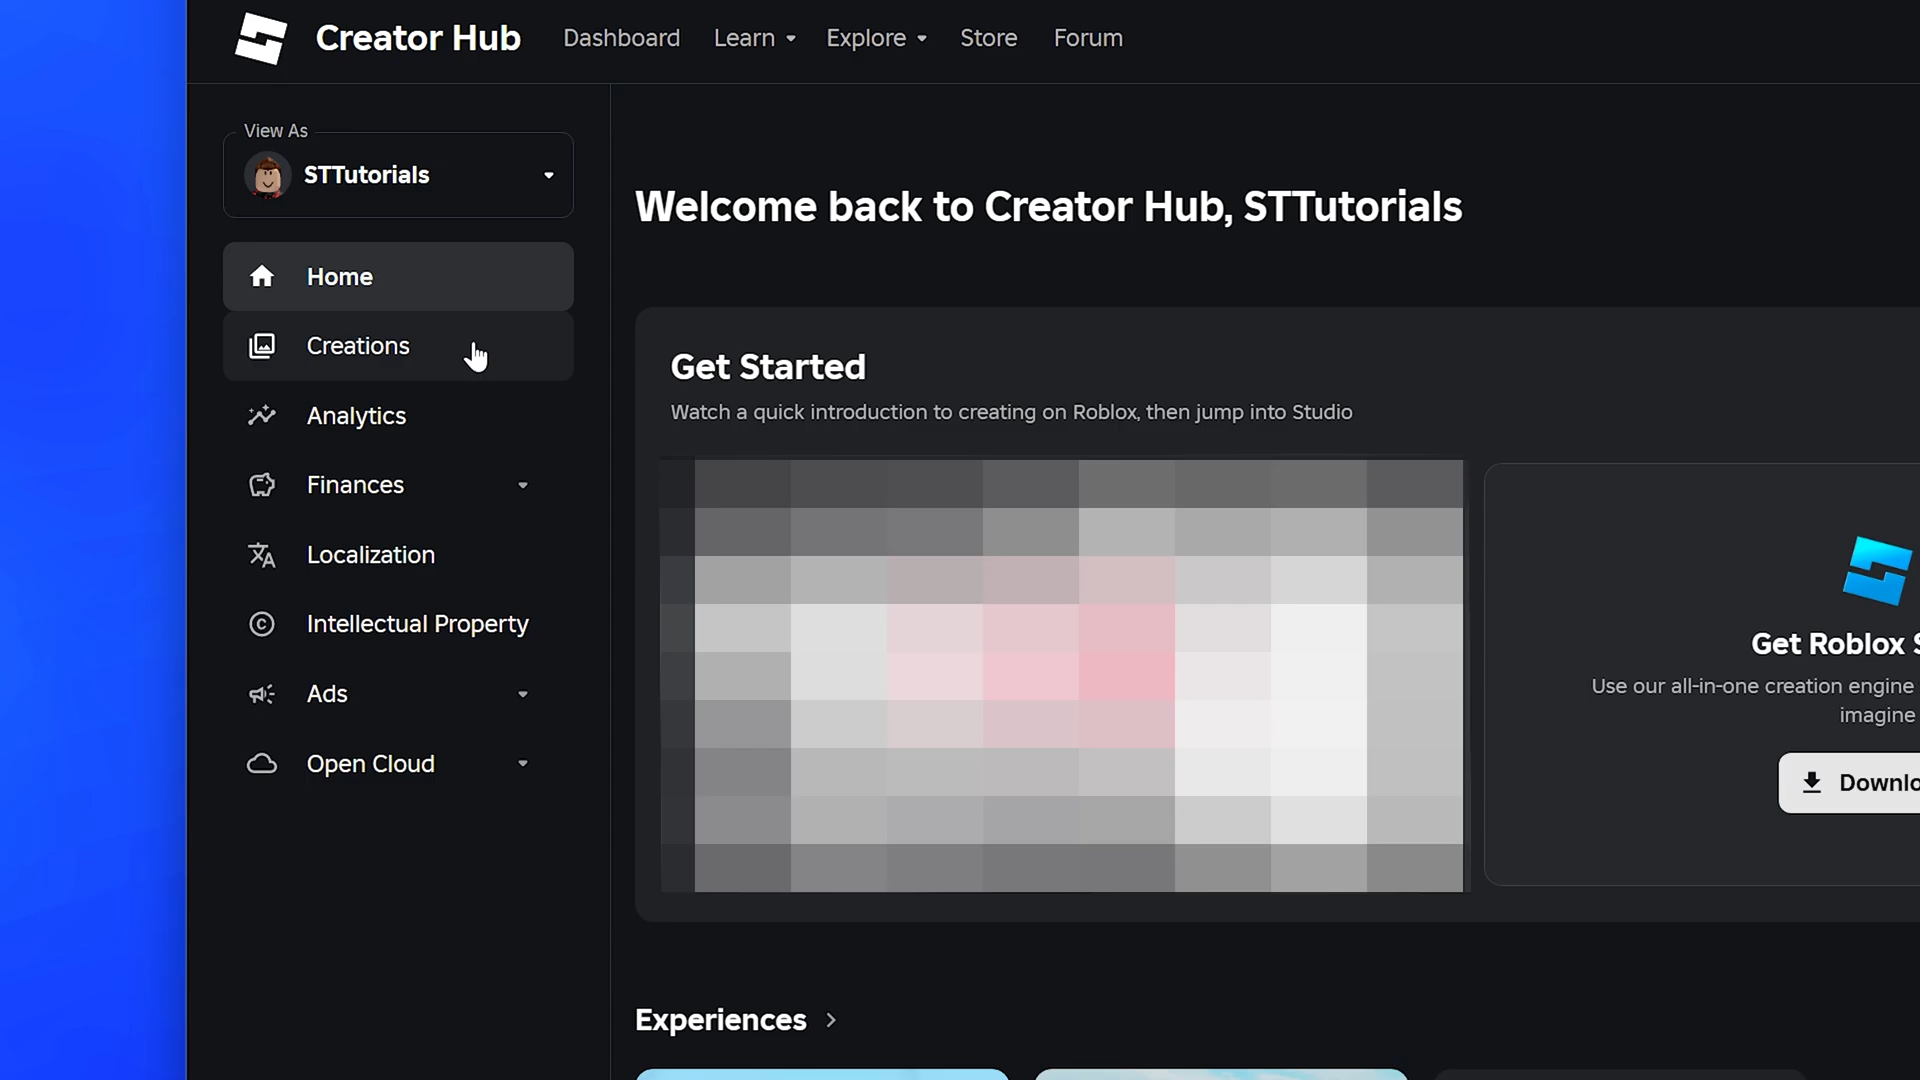 Creator Hub
Dashboard
Learn
Explore
Store
Forum
View As
STTutorials
Home
Creations
Analytics
Finances
Localization
Intellectual Property
Ads
Open Cloud
Welcome back to Creator Hub, STTutorials
Get Started
Watch a quick introduction to creating on Roblox, then jump into Studio
Get Roblox
Use our all-in-one creation engine
imagine
Experiences